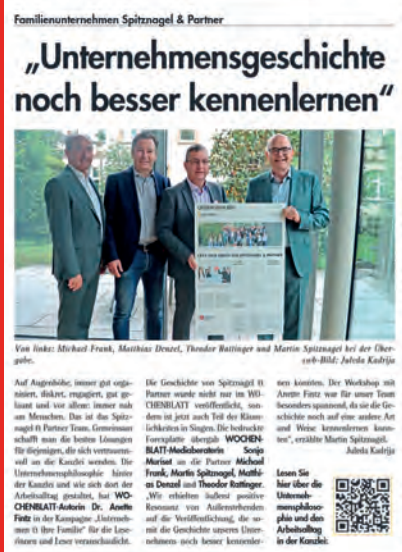 Familienunternehmen Spitznagel & Partner
„Unternehmensgeschichte
noch besser kennenlernen“
Von links: Michael Frank, Matthias Denzel, Theodor Rattinger und Martin Spitznagel bei der Über-
gabe. swb-Bild: Juleda Kadrija
Auf Augenhöhe, immer gut orga-
nisiert, diskret, engagiert, gut ge-
launt und vor allem: immer nah
am Menschen. Das ist das Spitz-
nagel & Partner Team. Gemeinsam
schafft man die besten Lösungen
für diejenigen, die sich vertrauens-
voll an die Kanzlei wenden. Die
Unternehmensphilosophie hinter
der Kanzlei und wie sich dort der
Arbeitsalltag gestaltet, hat WO-
CHENBLATT-Autorin Dr. Anette
Fintz in der Kampagne „Unterneh-
men & Ihre Familie“ für die Lese-
rinnen und Leser veranschaulicht.
Die Geschichte von Spitznagel &
Partner wurde nicht nur im WO-
CHENBLATT veröffentlicht, son-
dern ist jetzt auch Teil der Räum-
lichkeiten in Singen. Die bedruckte
Forexplatte übergab WOCHEN-
BLATT-Mediaberaterin Sonja
Muriset an die Partner Michael
Frank, Martin Spitznagel, Matthi-
as Denzel und Theodor Rattinger.
„Wir erhielten äußerst positive
Resonanz von Außenstehenden
auf die Veröffentlichung, die so-
mit die Geschichte unseres Unter-
nehmens noch besser kennenler-
nen konnten. Der Workshop mit
Anette Fintz war für unser Team
besonders spannend, da sie die Ge-
schichte noch auf eine andere Art
und Weise kennenlernen konn-
ten“, erzählte Martin Spitznagel.
Juleda Kadrija
Lesen Sie
hier über die
Unterneh-
mensphiloso-
phie und den
Arbeitsalltag
in der Kanzlei: